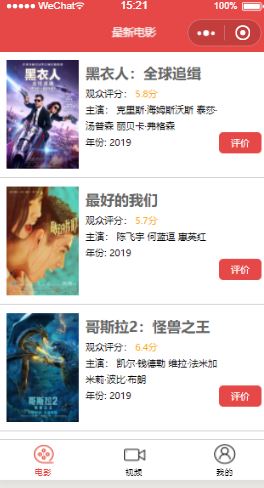 WeChat 15:21 100%
最新电影
黑衣人
黑衣人：全球追缉
观众评分： 5.8分
主演： 克里斯·海姆斯沃斯 泰莎·
汤普森 丽贝卡·弗格森
年份: 2019
评价
最好的我们
观众评分： 5.7分
主演： 陈飞宇 何蓝逗 惠英红
年份: 2019
评价
哥斯拉2
哥斯拉2：怪兽之王
观众评分： 6.4分
主演： 凯尔·钱德勒 维拉·法米加
米莉·波比·布朗
年份: 2019
评价
电影
视频
我的